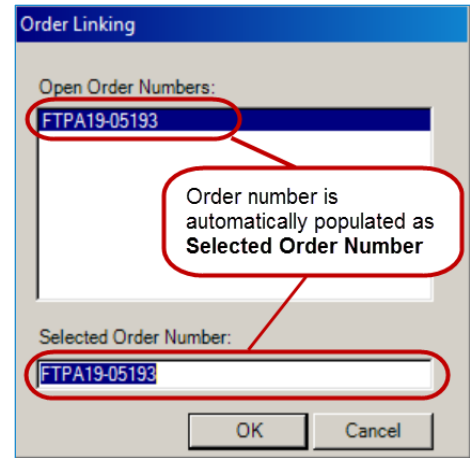 Order Linking
Open Order Numbers:
FTPA19-05193
Order number is
automatically populated as
Selected Order Number
Selected Order Number:
FTPA19-05193
OK
Cancel